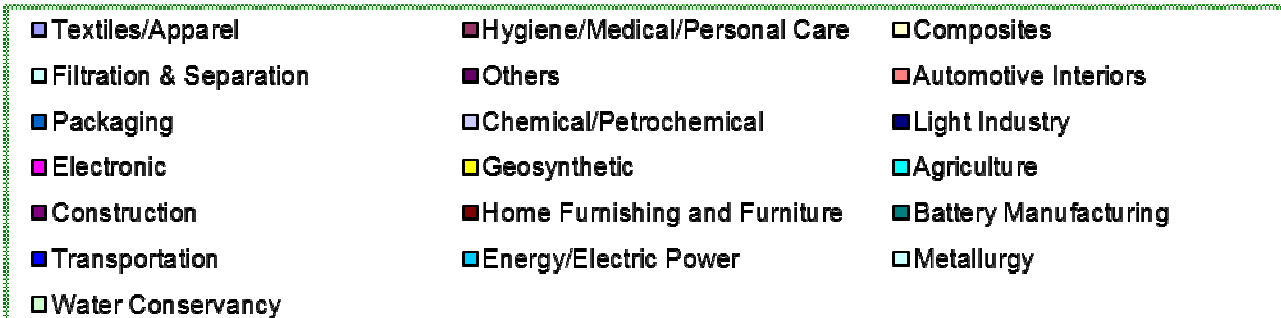 Textiles/Apparel Hygiene/Medical/Personal Care Composites
Filtration & Separation Others Automotive Interiors
Packaging Chemical/Petrochemical Light Industry
Electronic Geosynthetic Agriculture
Construction Home Furnishing and Furniture Battery Manufacturing
Transportation Energy/Electric Power Metallurgy
Water Conservancy